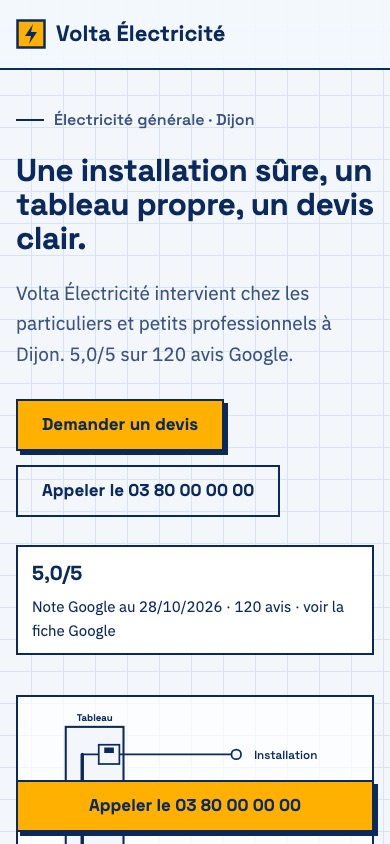 Volta Électricité
Électricité générale · Dijon
Une installation sûre, un
tableau propre, un devis
clair.
Volta Électricité intervient chez les
particuliers et petits professionnels à
Dijon. 5,0/5 sur 120 avis Google.
Demander un devis
Appeler le 03 80 00 00 00
5,0/5
Note Google au 28/10/2026 · 120 avis · voir la
fiche Google
Tableau
Installation
Appeler le 03 80 00 00 00